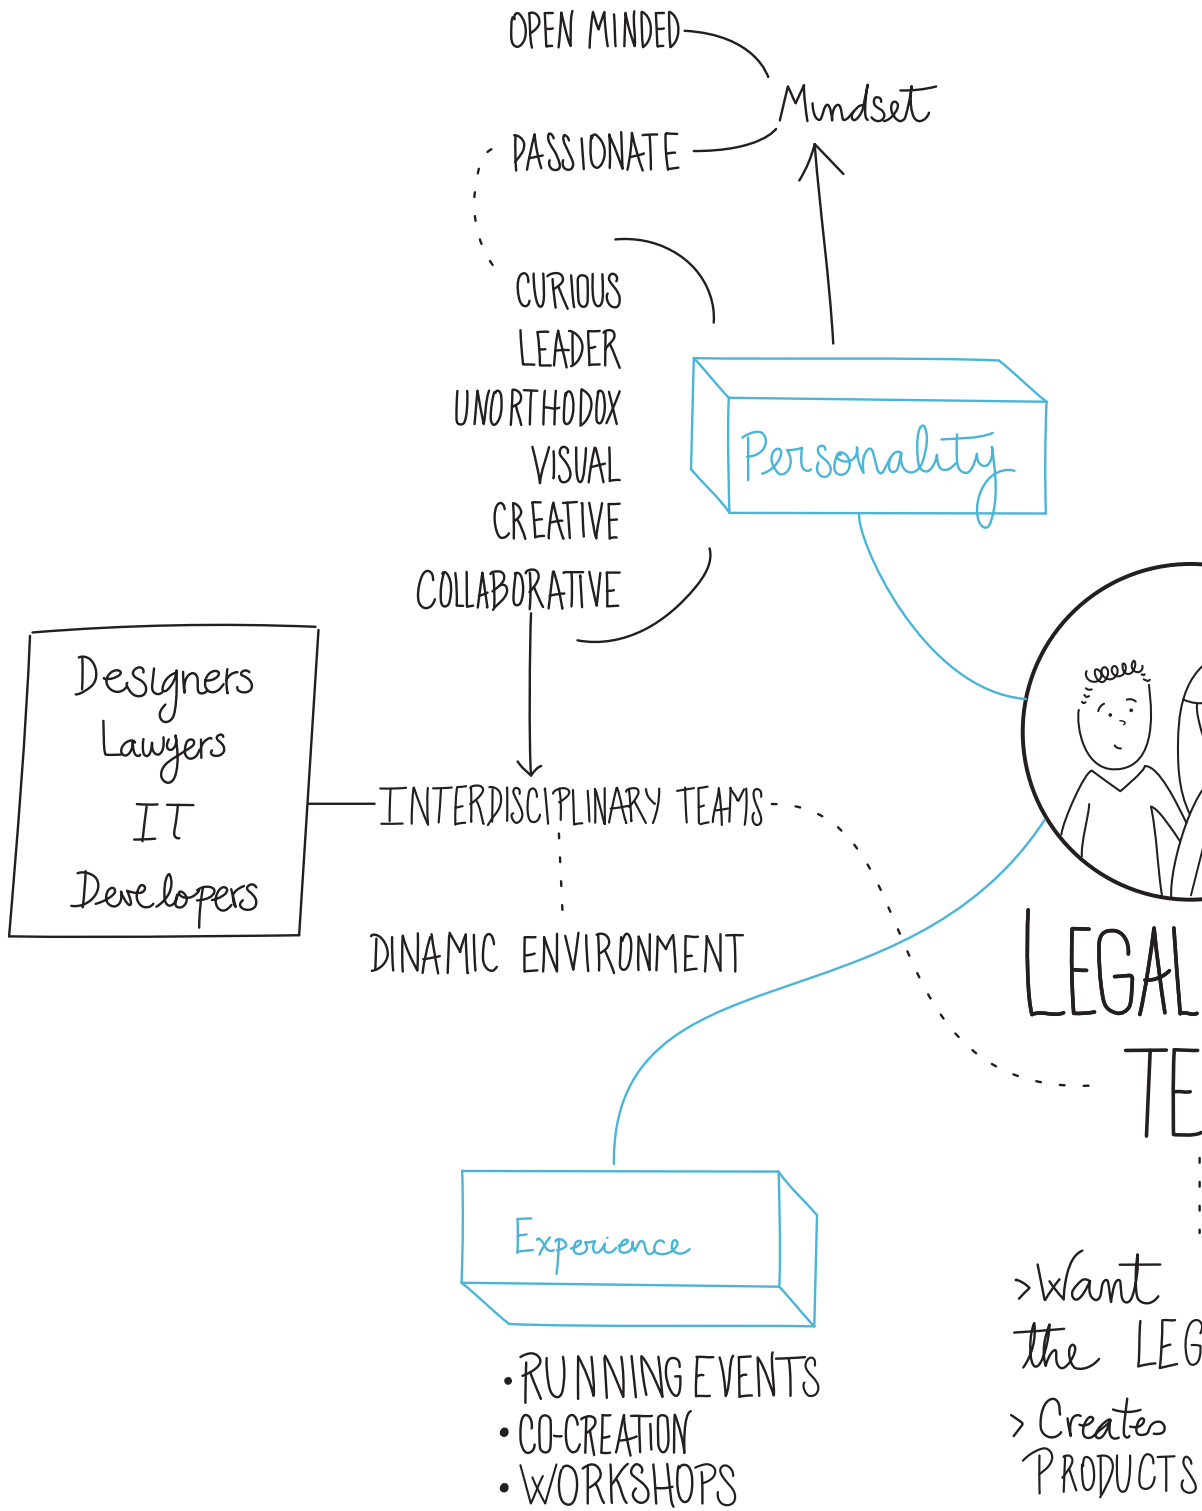 OPEN MINDED
Mindset
PASSIONATE
CURIOUS
LEADER
UNORTHODOX
VISUAL
CREATIVE
COLLABORATIVE
Personality
Designers
Lawyers
IT
Developers
INTERDISCIPLINARY TEAMS
DINAMIC ENVIRONMENT
LEGAL
TE
Experience
• RUNNING EVENTS
• CO-CREATION
• WORKSHOPS
> Want
the LEG
> Creates
PRODUCTS